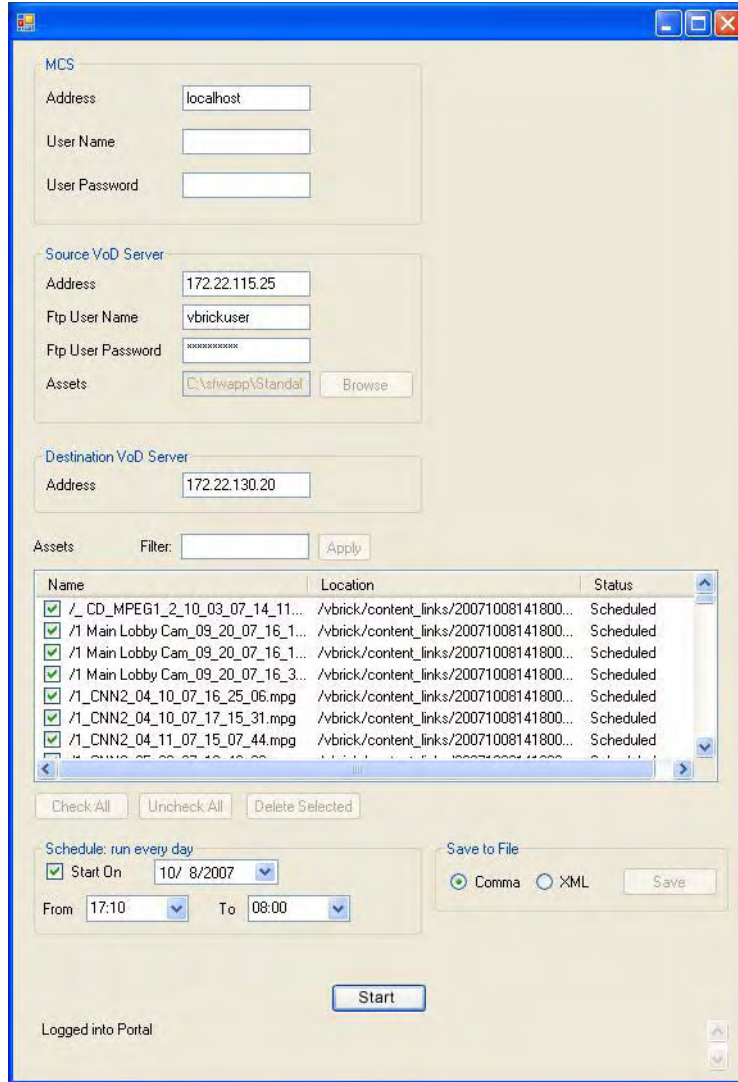 MCS
Address localhost
User Name
User Password
Source VoD Server
Address 172.22.115.25
Ftp User Name vbrickuser
Ftp User Password **********
Assets C:\sfwapp\Standal Browse
Destination VoD Server
Address 172.22.130.20
Assets Filter: Apply
Name Location Status
/_ CD_MPEG1_2_10_03_07_14_11... /vbrick/content_links/20071008141800... Scheduled
/1 Main Lobby Cam_09_20_07_16_1... /vbrick/content_links/20071008141800... Scheduled
/1 Main Lobby Cam_09_20_07_16_1... /vbrick/content_links/20071008141800... Scheduled
/1 Main Lobby Cam_09_20_07_16_3... /vbrick/content_links/20071008141800... Scheduled
/1_CNN2_04_10_07_16_25_06.mpg /vbrick/content_links/20071008141800... Scheduled
/1_CNN2_04_10_07_17_15_31.mpg /vbrick/content_links/20071008141800... Scheduled
/1_CNN2_04_11_07_15_07_44.mpg /vbrick/content_links/20071008141800... Scheduled
Check All Uncheck All Delete Selected
Schedule: run every day Save to File
Start On 10/ 8/2007 Comma XML Save
From 17:10 To 08:00
Start
Logged into Portal